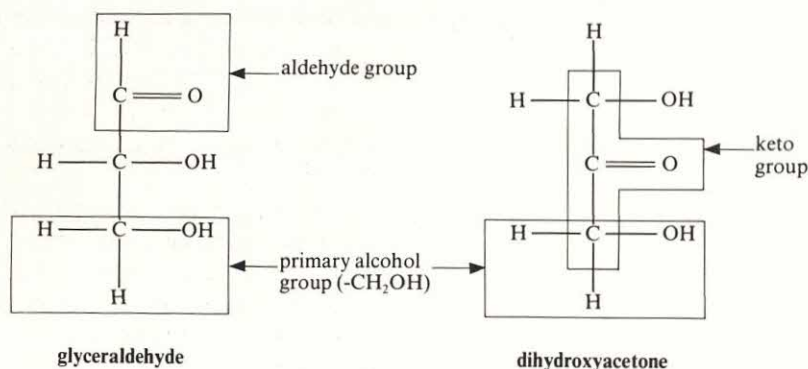 H
C O
aldehyde group
H C OH
H C OH
H
primary alcohol
group (-CH₂OH)
glyceraldehyde
H
H C OH
C O
keto
group
H C OH
H
dihydroxyacetone